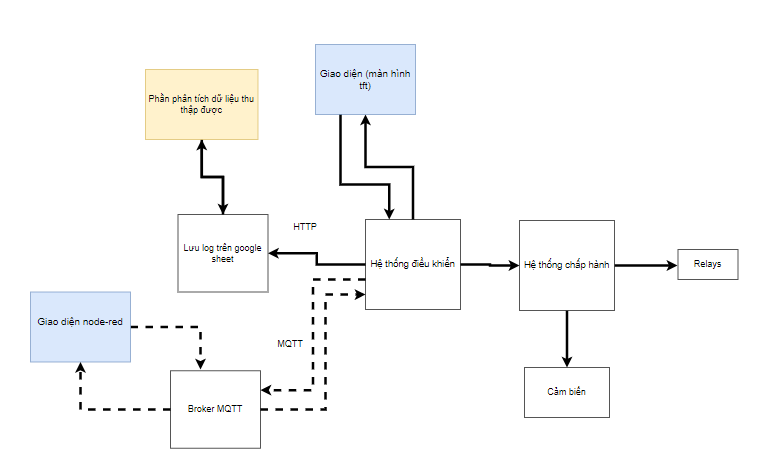 Giao diện (màn hình
tft)
Phần phân tích dữ liệu thu
thập được
HTTP
Lưu log trên google
sheet
Hệ thống điều khiển
Hệ thống chấp hành
Relays
Giao diện node-red
MQTT
Cảm biến
Broker MQTT